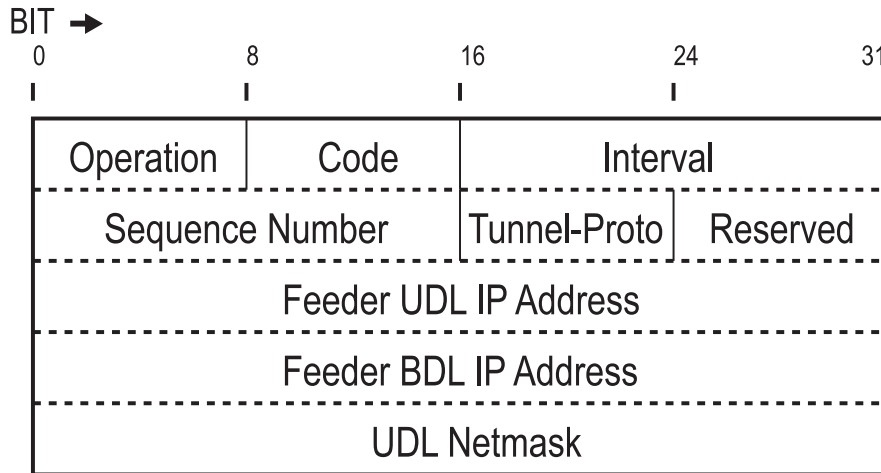 BIT →
0 8 16 24 31
Operation Code Interval
Sequence Number Tunnel-Proto Reserved
Feeder UDL IP Address
Feeder BDL IP Address
UDL Netmask